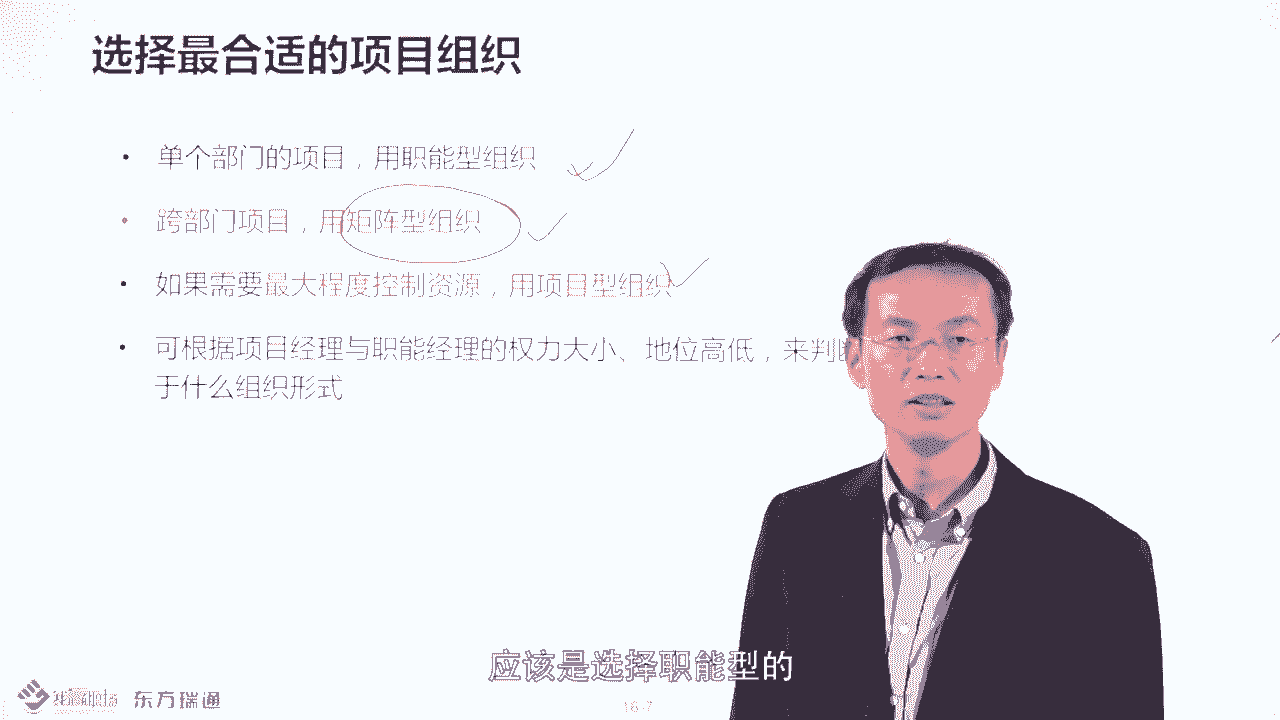 选择最合适的项目组织
• 单个部门的项目，用职能型组织
• 跨部门项目，用矩阵型组织
• 如果需要最大程度控制资源，用项目型组织
• 可根据项目经理与职能经理的权力大小、地位高低，来判
于什么组织形式
应该是选择职能型的
东方瑞通
16.7